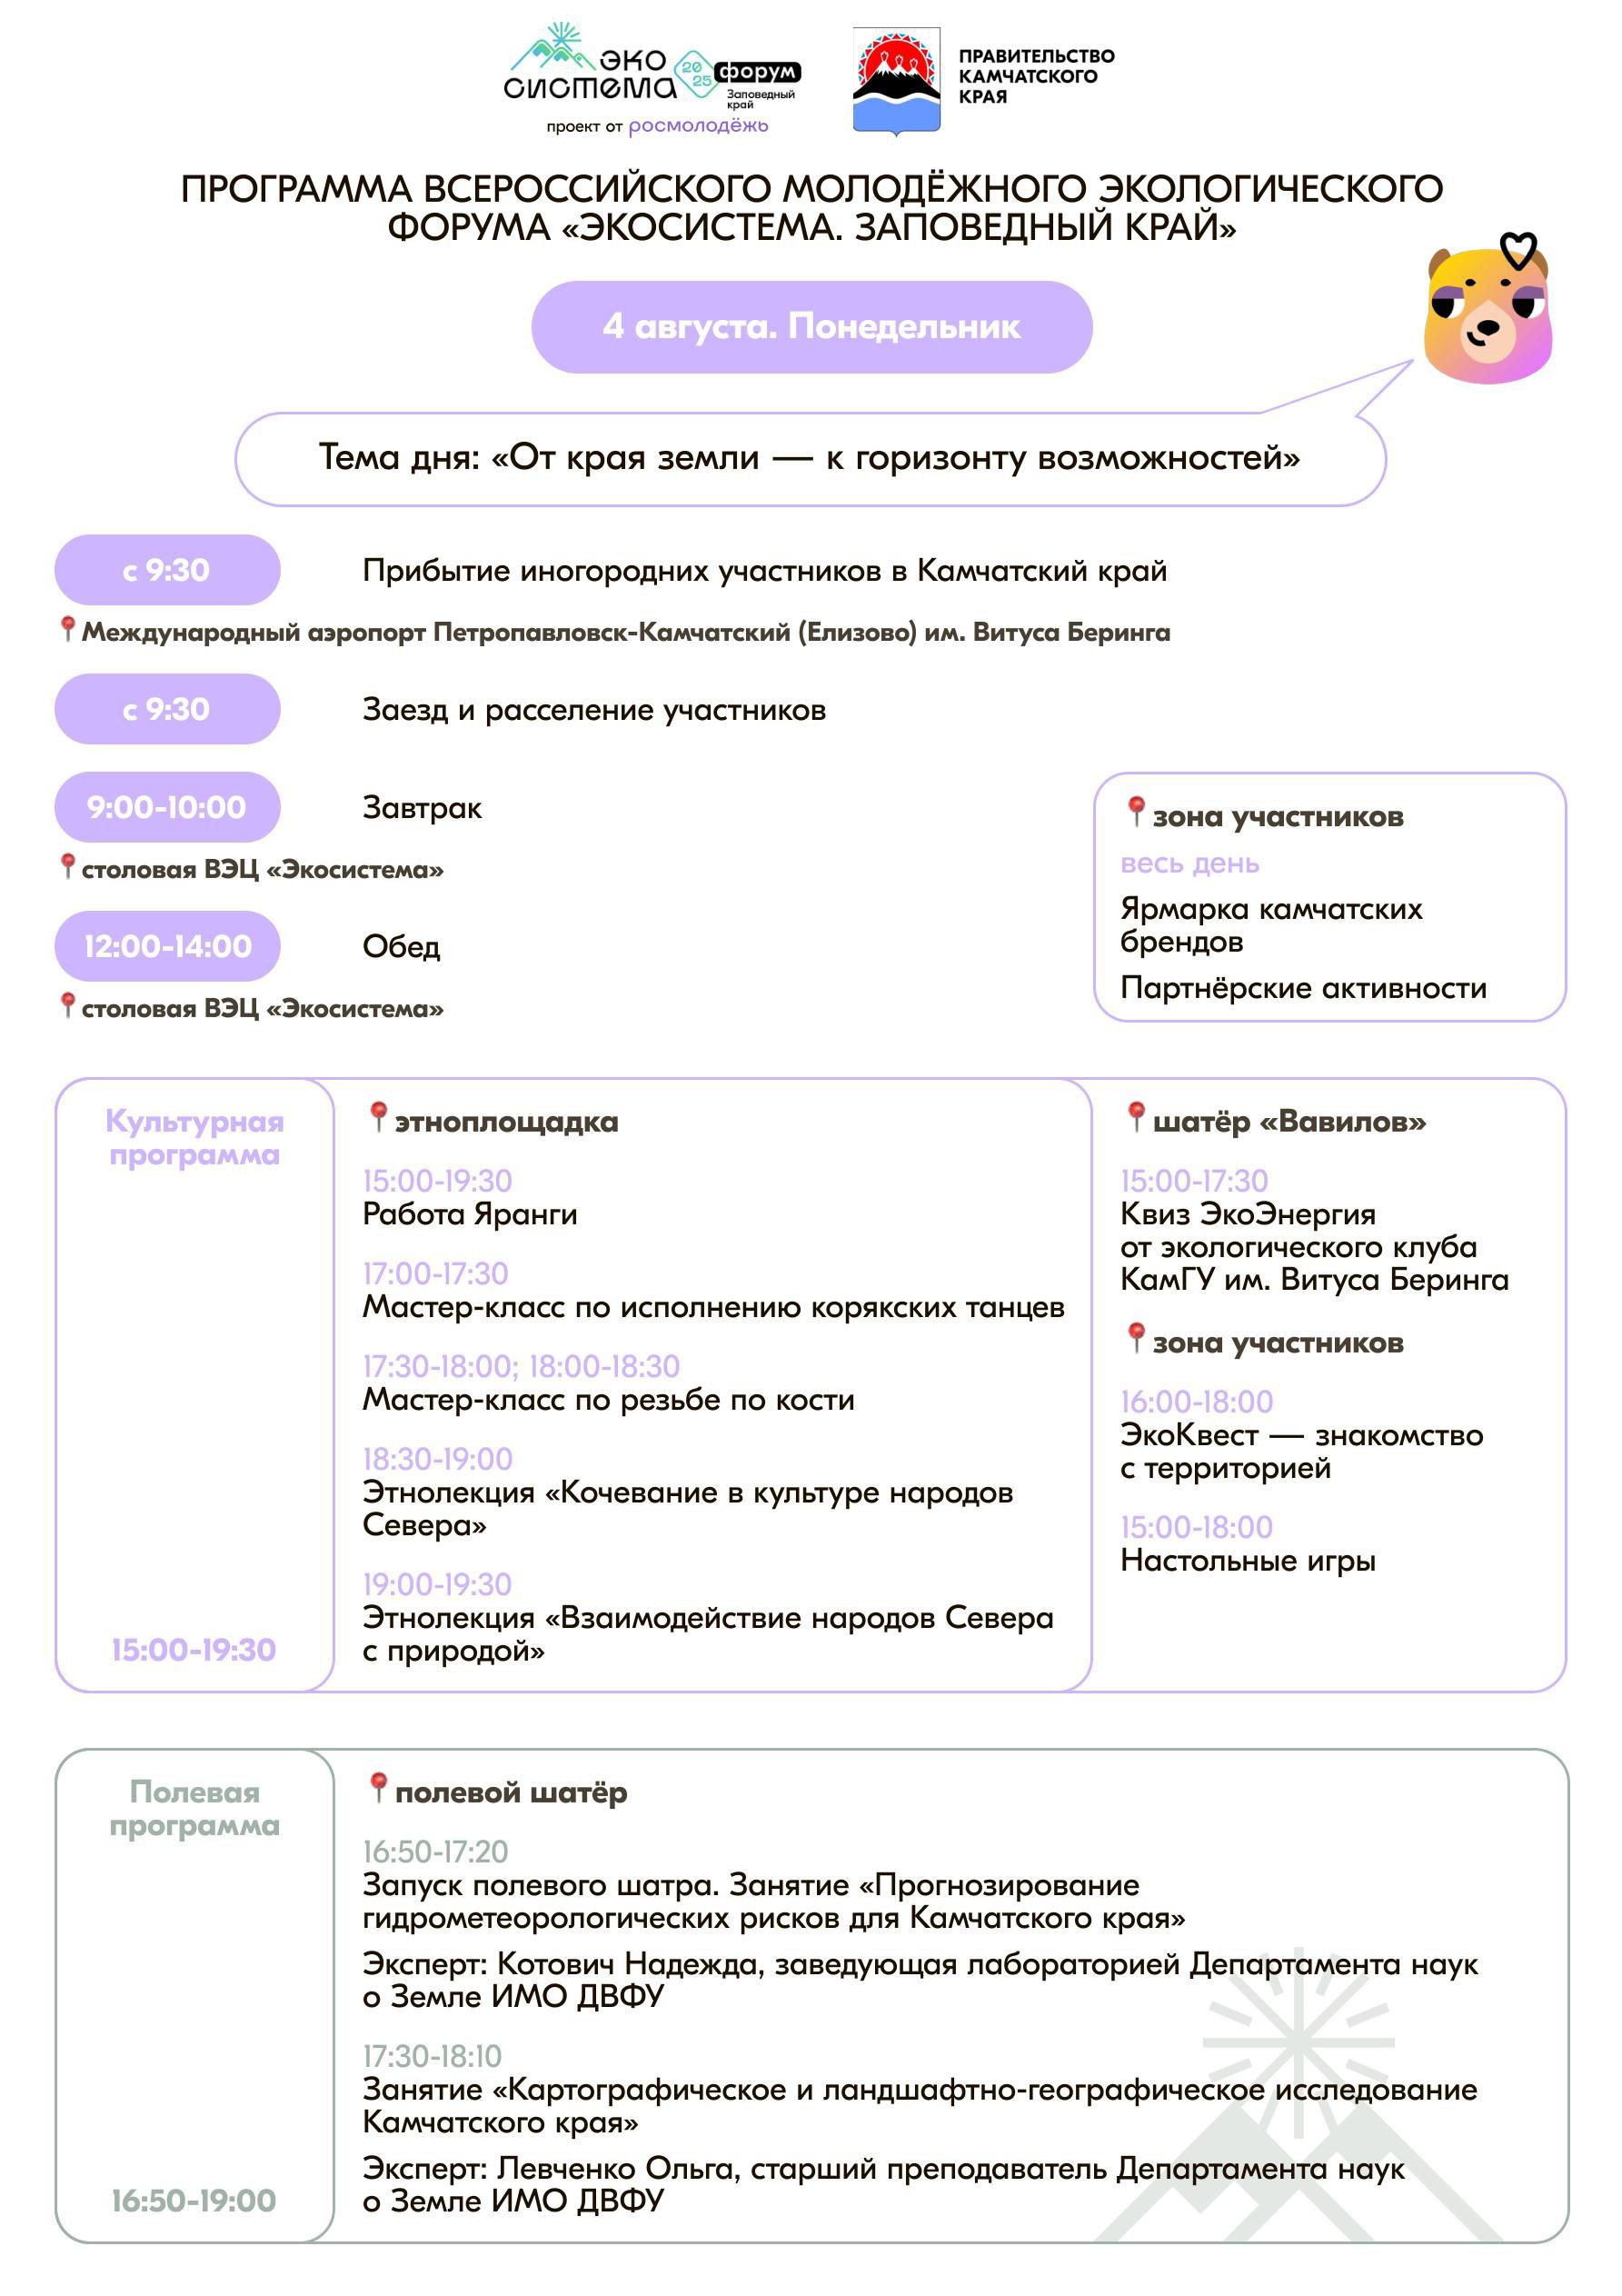 эко
система
20
25
форум
Заповедный
край
проект от росмолодёжь
ПРАВИТЕЛЬСТВО
КАМЧАТСКОГО
КРАЯ
ПРОГРАММА ВСЕРОССИЙСКОГО МОЛОДЁЖНОГО ЭКОЛОГИЧЕСКОГО
ФОРУМА «ЭКОСИСТЕМА. ЗАПОВЕДНЫЙ КРАЙ»
4 августа. Понедельник
Тема дня: «От края земли — к горизонту возможностей»
с 9:30
Прибытие иногородних участников в Камчатский край
Международный аэропорт Петропавловск-Камчатский (Елизово) им. Витуса Беринга
с 9:30
Заезд и расселение участников
9:00-10:00
Завтрак
столовая ВЭЦ «Экосистема»
12:00-14:00
Обед
столовая ВЭЦ «Экосистема»
зона участников
весь день
Ярмарка камчатских
брендов
Партнёрские активности
Культурная
программа
15:00-19:30
этноплощадка
15:00-19:30
Работа Яранги
17:00-17:30
Мастер-класс по исполнению корякских танцев
17:30-18:00; 18:00-18:30
Мастер-класс по резьбе по кости
18:30-19:00
Этнолекция «Кочевание в культуре народов
Севера»
19:00-19:30
Этнолекция «Взаимодействие народов Севера
с природой»
шатёр «Вавилов»
15:00-17:30
Квиз ЭкоЭнергия
от экологического клуба
КамГУ им. Витуса Беринга
зона участников
16:00-18:00
ЭкоКвест — знакомство
с территорией
15:00-18:00
Настольные игры
Полевая
программа
16:50-19:00
полевой шатёр
16:50-17:20
Запуск полевого шатра. Занятие «Прогнозирование
гидрометеорологических рисков для Камчатского края»
Эксперт: Котович Надежда, заведующая лабораторией Департамента наук
о Земле ИМО ДВФУ
17:30-18:10
Занятие «Картографическое и ландшафтно-географическое исследование
Камчатского края»
Эксперт: Левченко Ольга, старший преподаватель Департамента наук
о Земле ИМО ДВФУ